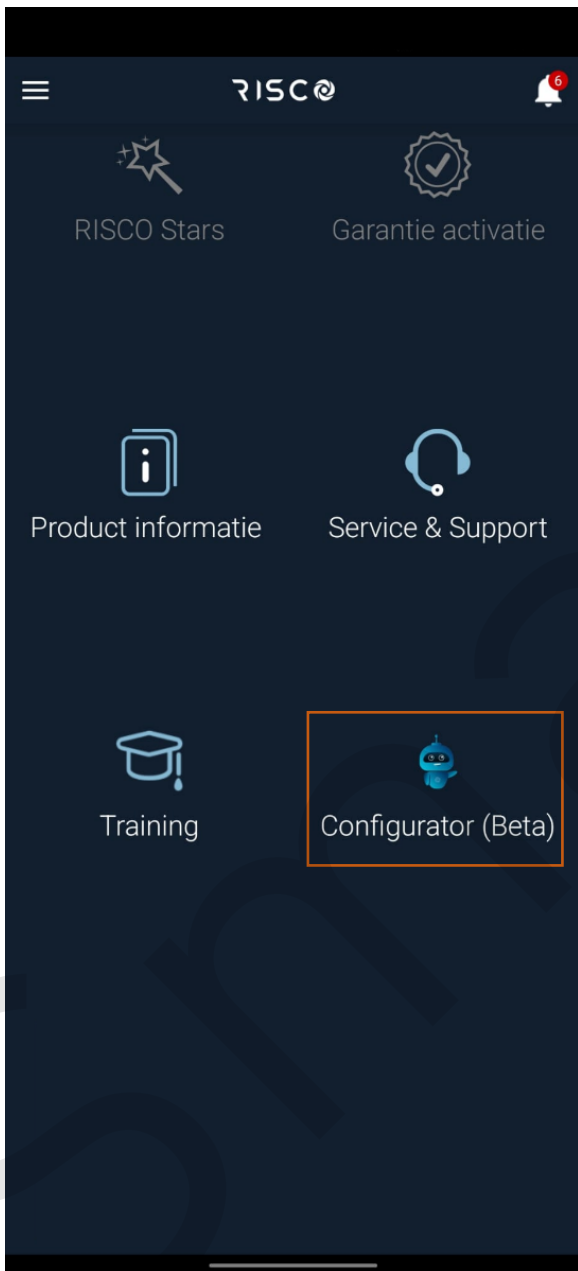 RISCO
6
RISCO Stars
Garantie activatie
Product informatie
Service & Support
Training
Configurator (Beta)